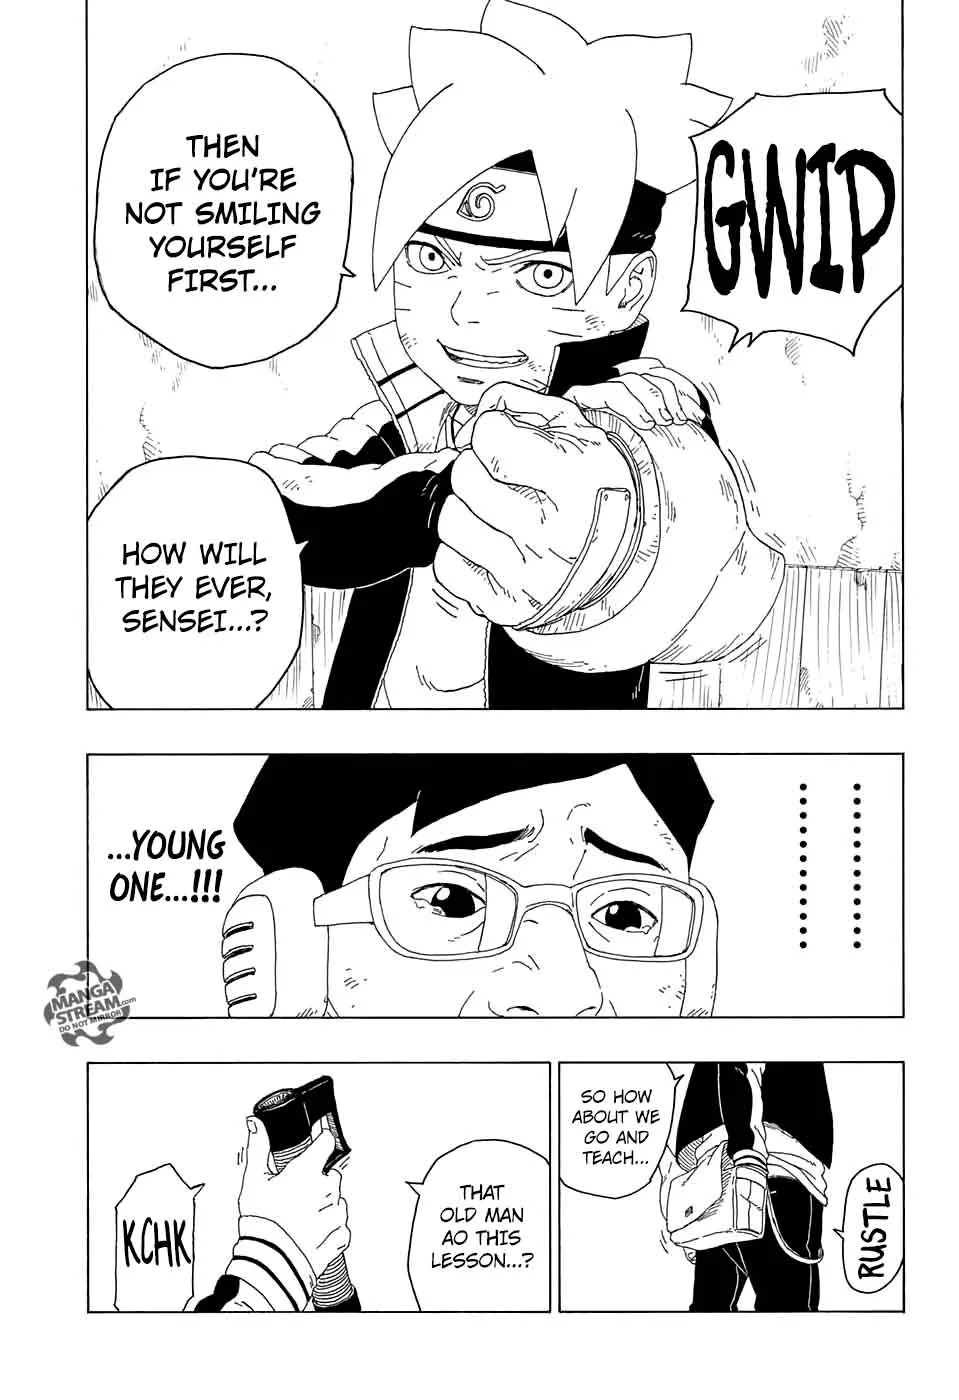 GWIP
THEN
IF YOU'RE
NOT SMILING
YOURSELF
FIRST...
HOW WILL
THEY EVER,
SENSEI...?
...YOUNG
ONE...!!!
MANGA
STREAM.com
DO NOT MIRROR
SO HOW
ABOUT WE
GO AND
TEACH...
RUSTLE
THAT
OLD MAN
AO THIS
LESSON...?
KCHK